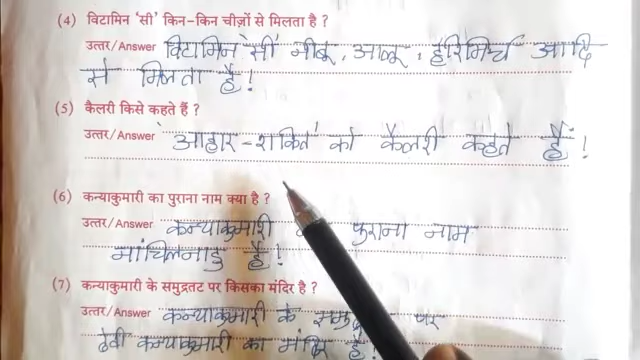 (4) विटामिन 'सी' किन-किन चीज़ों से मिलता है ?
उत्तर/Answer विटामिन सी नीबू, आलू, हरिमिर्च आदि
से मिलता है!
(5) कैलरी किसे कहते हैं ?
उत्तर/Answer आहार-शक्ति को कैलरी कहते हैं!
(6) कन्याकुमारी का पुराना नाम क्या है ?
उत्तर/Answer कन्याकुमारी पुराना नाम
है!
(7) कन्याकुमारी के समुद्रतट पर किसका मंदिर है ?
उत्तर/Answer कन्याकुमारी के पर
देवी कन्याकुमारी का मंदिर है!